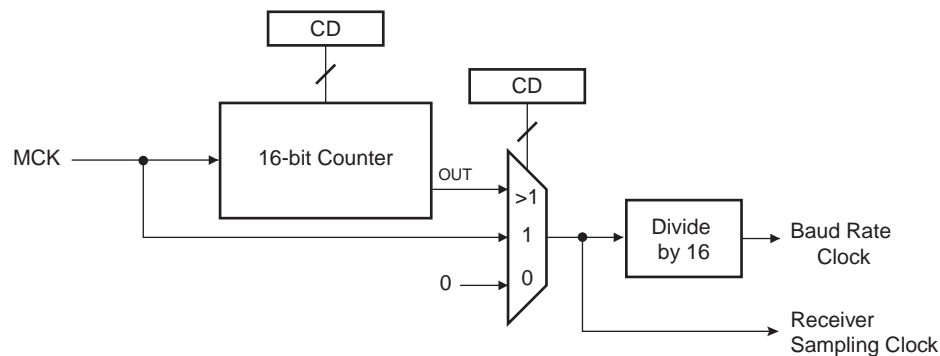 CD
CD
MCK
16-bit Counter
OUT
>1
1
0
0
Divide
by 16
Baud Rate
Clock
Receiver
Sampling Clock